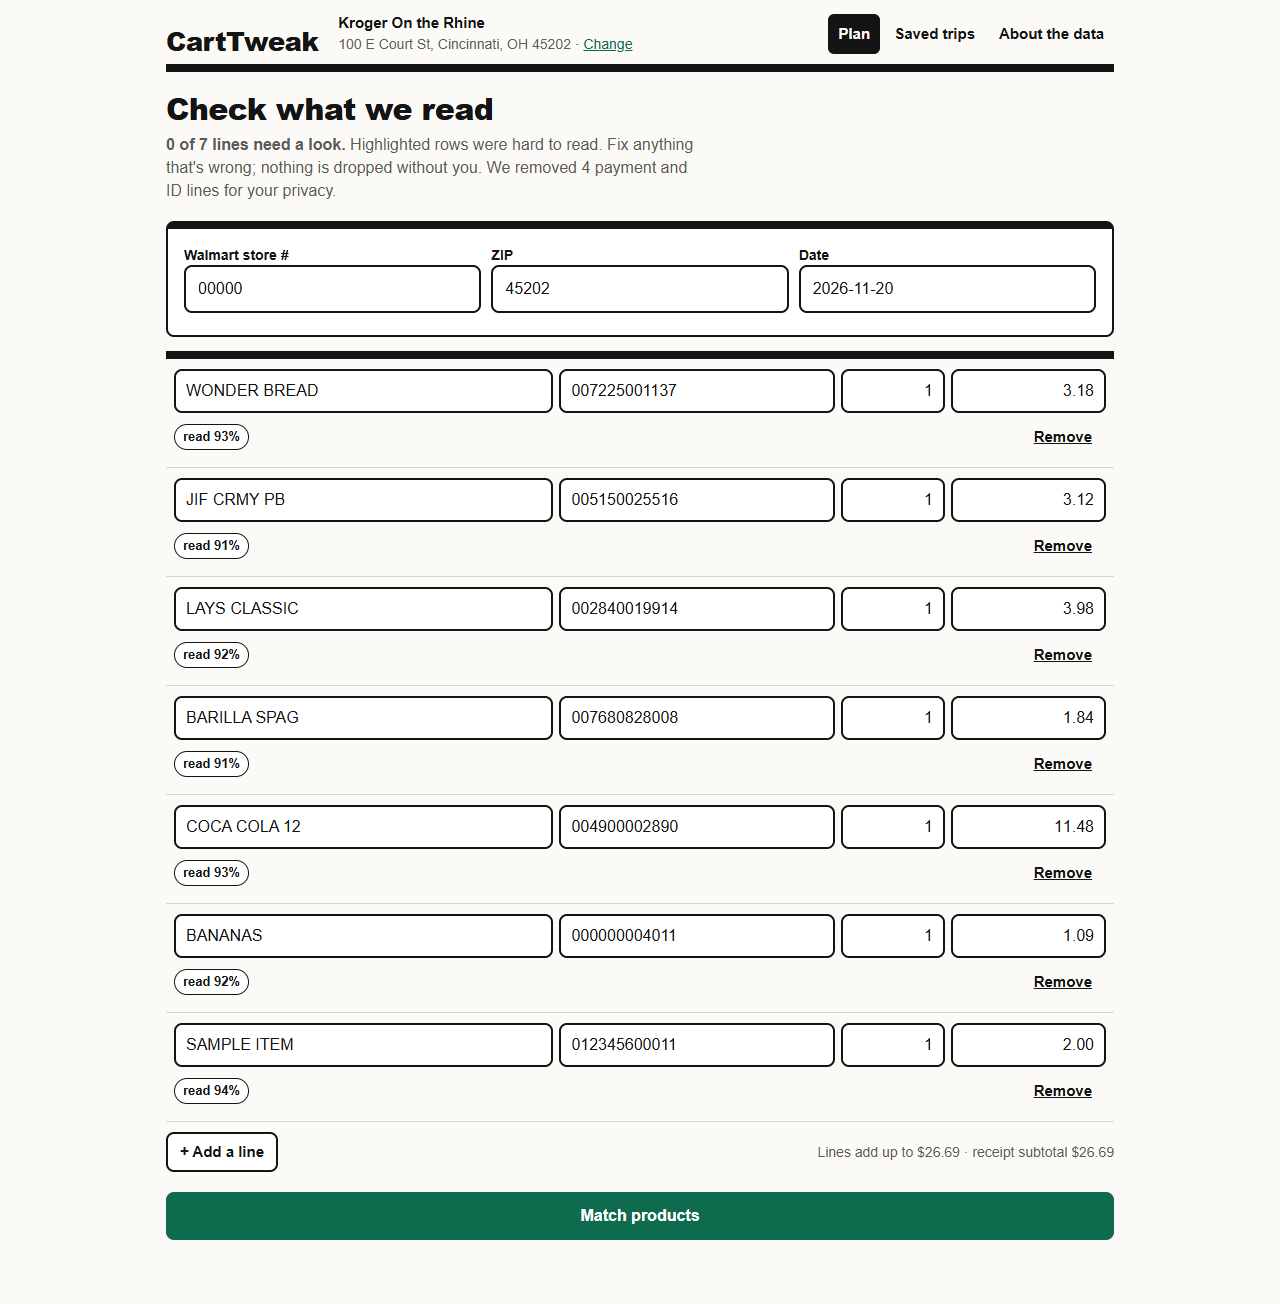 CartTweak
Kroger On the Rhine
100 E Court St, Cincinnati, OH 45202 · Change
Plan
Saved trips
About the data
Check what we read
0 of 7 lines need a look. Highlighted rows were hard to read. Fix anything
that's wrong; nothing is dropped without you. We removed 4 payment and
ID lines for your privacy.
Walmart store # ZIP Date
00000 45202 2026-11-20
WONDER BREAD 007225001137 1 3.18
read 93% Remove
JIF CRMY PB 005150025516 1 3.12
read 91% Remove
LAYS CLASSIC 002840019914 1 3.98
read 92% Remove
BARILLA SPAG 007680828008 1 1.84
read 91% Remove
COCA COLA 12 004900002890 1 11.48
read 93% Remove
BANANAS 000000004011 1 1.09
read 92% Remove
SAMPLE ITEM 012345600011 1 2.00
read 94% Remove
+ Add a line
Lines add up to $26.69 · receipt subtotal $26.69
Match products